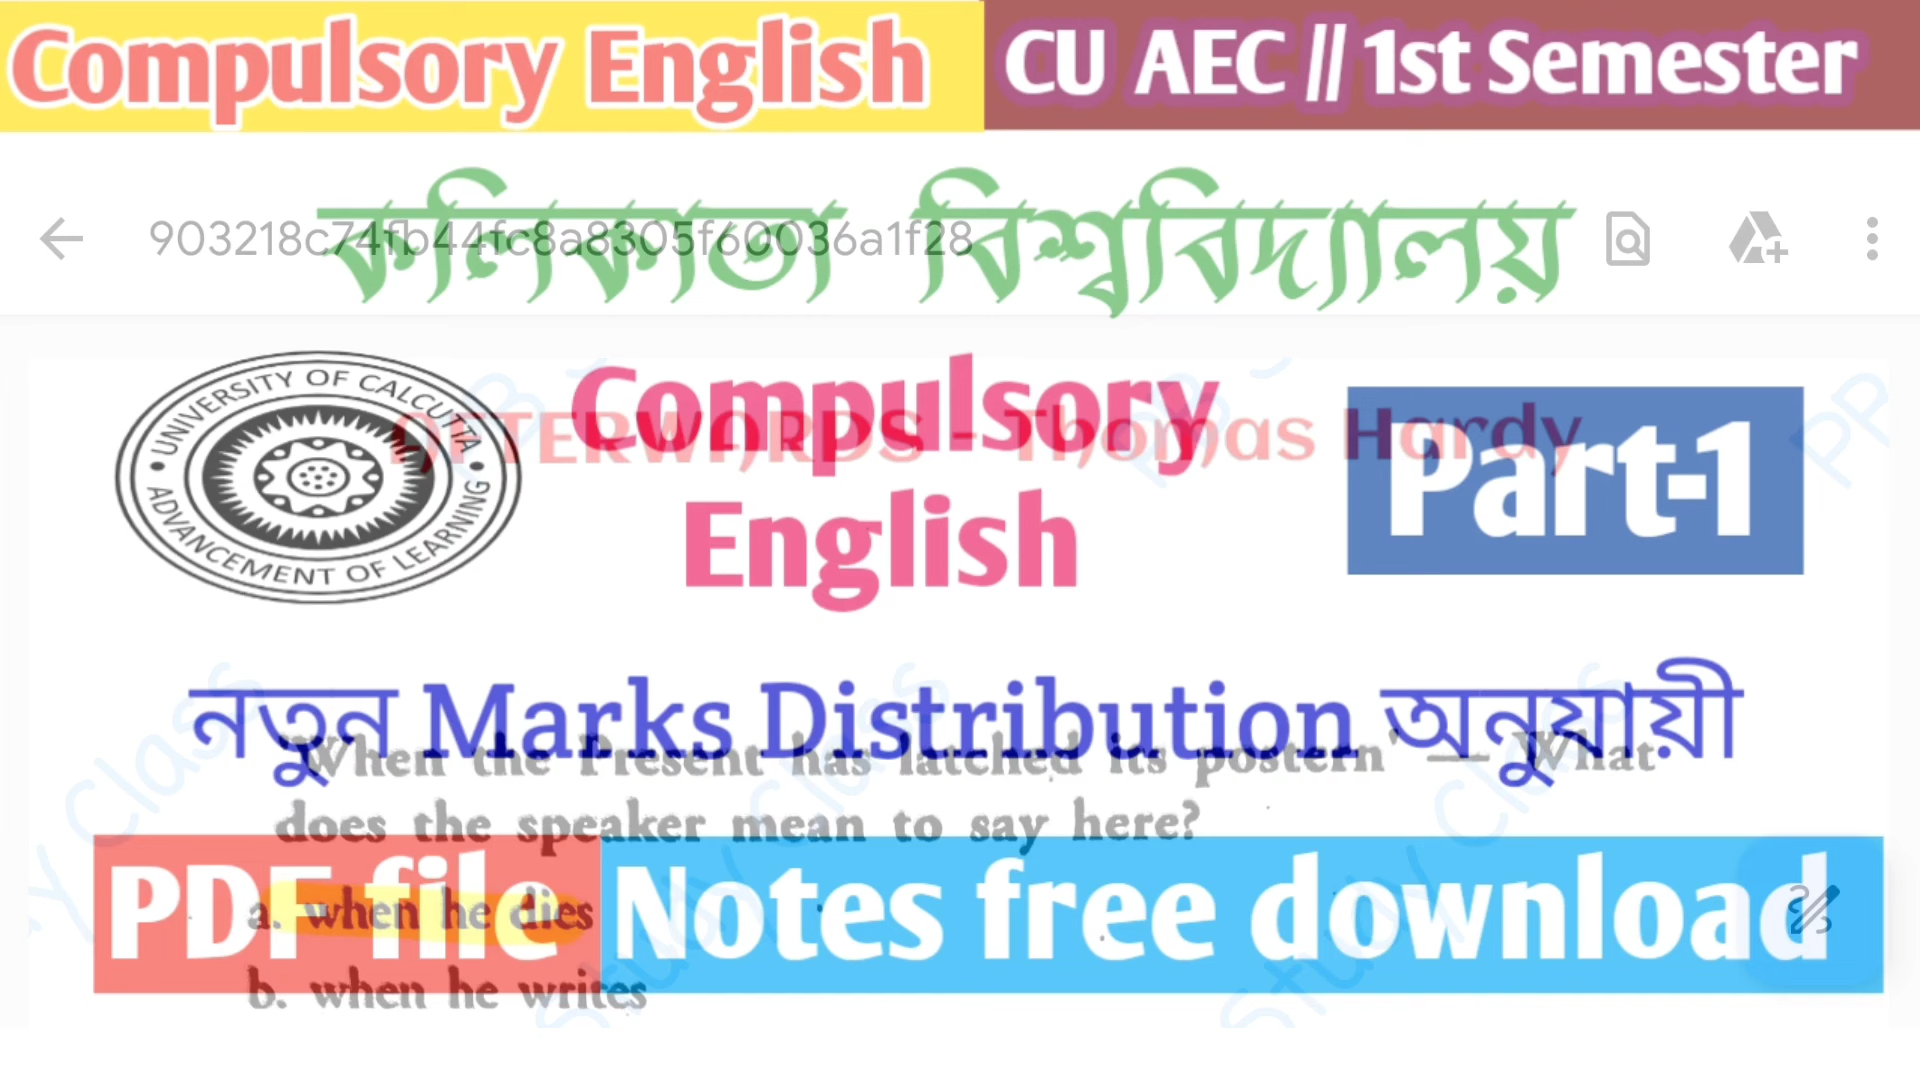 Compulsory English
CU AEC || 1st Semester
কলিকাতা বিশ্ববিদ্যালয়
903218c74fb44fc8a8305f60036a1f28
UNIVERSITY OF CALCUTTA
ADVANCEMENT OF LEARNING
Compulsory
English
Part-1
- Thomas Hardy
নতুন Marks Distribution অনুযায়ী
When the Present has latched its postern' — What
does the speaker mean to say here?
PDF file Notes free download
a. when he dies
b. when he writes
Study Class